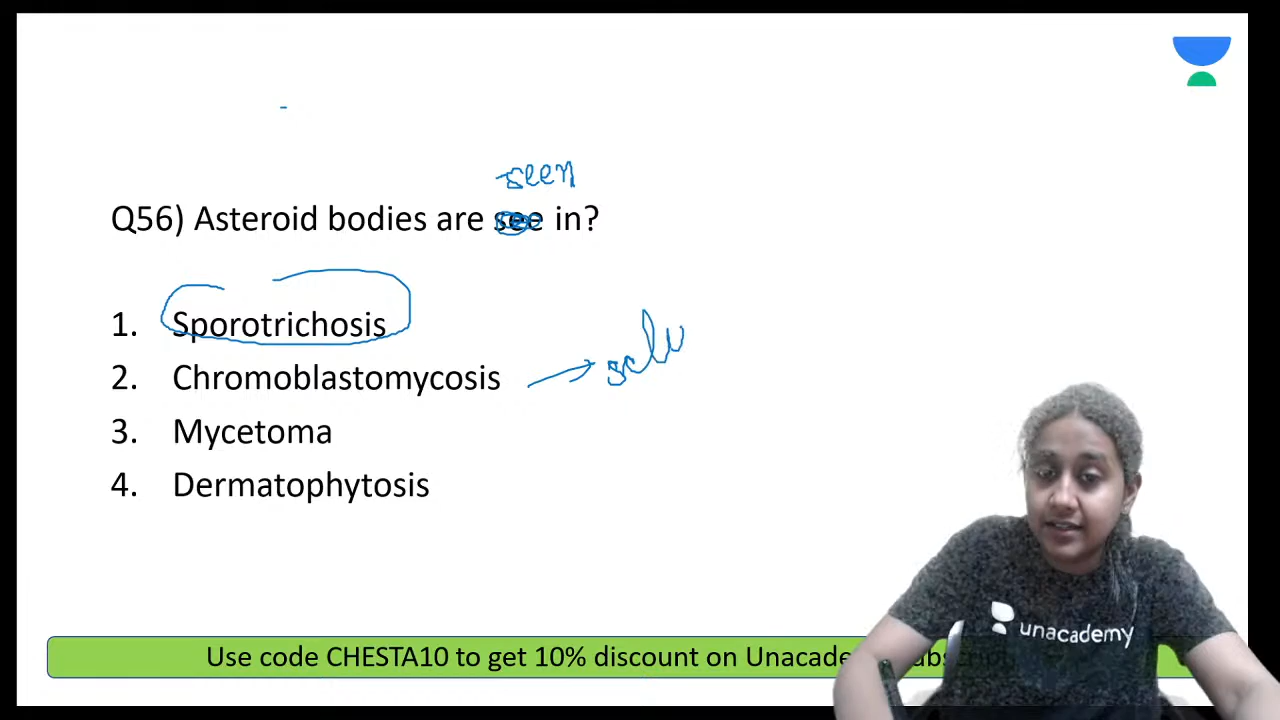 seen
Q56) Asteroid bodies are see in?
1. Sporotrichosis
2. Chromoblastomycosis
3. Mycetoma
4. Dermatophytosis
unacademy
Use code CHESTA10 to get 10% discount on